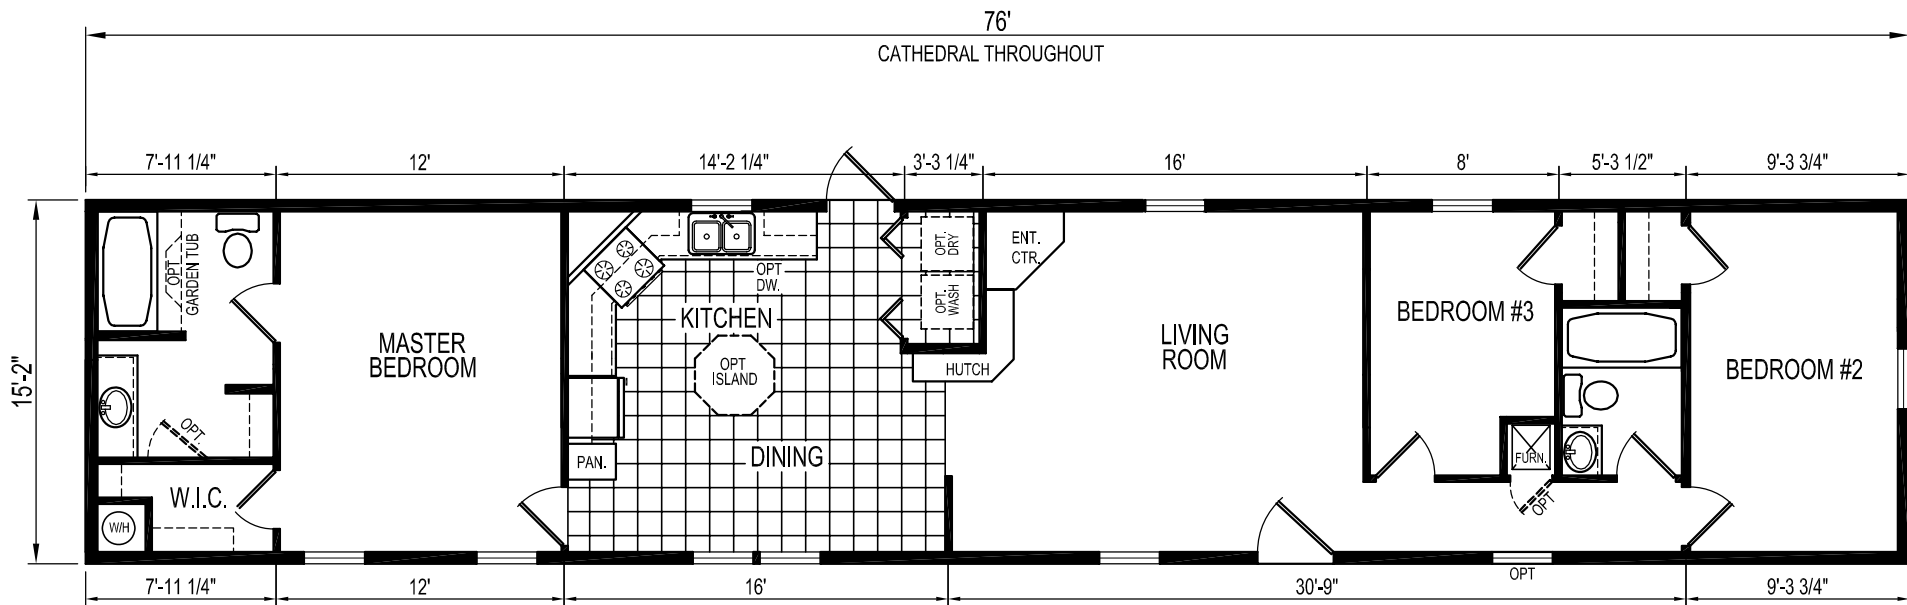 76'
CATHEDRAL THROUGHOUT
7'-11 1/4"
12'
14'-2 1/4"
3'-3 1/4"
16'
8'
5'-3 1/2"
9'-3 3/4"
15'-2"
OPT
GARDEN TUB
OPT.
W.I.C.
W/H
MASTER
BEDROOM
KITCHEN
OPT
DW.
OPT
ISLAND
PAN.
DINING
OPT.
DRY
OPT.
WASH
HUTCH
ENT.
CTR.
LIVING
ROOM
BEDROOM #3
FURN.
OPT
BEDROOM #2
OPT
7'-11 1/4"
12'
16'
30'-9"
9'-3 3/4"